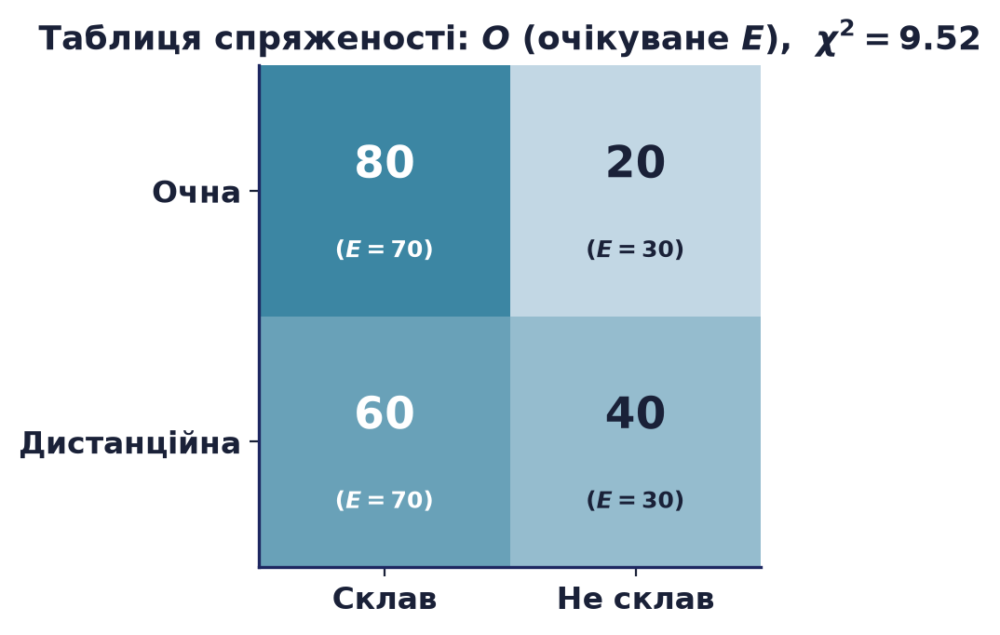 Таблиця спряженості: O (очікуване E), χ² = 9.52
Очна
80
20
(E = 70)
(E = 30)
Дистанційна
60
40
(E = 70)
(E = 30)
Склав
Не склав